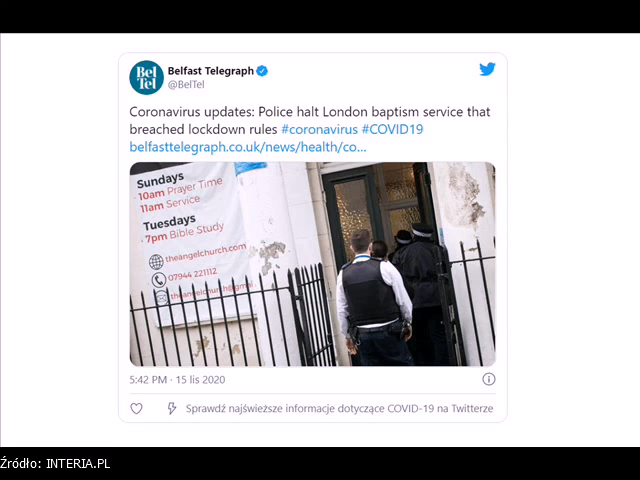 Bel
Tel
Belfast Telegraph
@BelTel
Coronavirus updates: Police halt London baptism service that
breached lockdown rules #coronavirus #COVID19
belfasttelegraph.co.uk/news/health/co...
Sundays
10am Prayer Time
11am Service
Tuesdays
7pm Bible Study
theangelchurch.com
07944 221112
theangelchurch@gmai
5:42 PM · 15 lis 2020
Sprawdź najświeższe informacje dotyczące COVID-19 na Twitterze
Źródło: INTERIA.PL